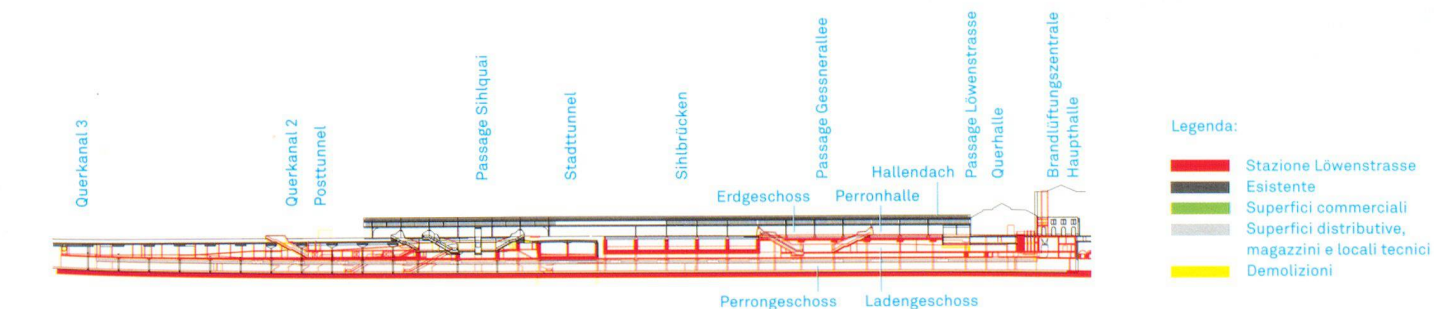 Querkanal 3
Querkanal 2
Posttunnel
Passage Sihlquai
Stadttunnel
Sihlbrücken
Passage Gessnerallee
Passage Löwenstrasse
Querhalle
Brandlüftungszentrale
Haupthalle
Hallendach
Erdgeschoss
Perronhalle
Perrongeschoss
Ladengeschoss
Legenda:
Stazione Löwenstrasse
Esistente
Superfici commerciali
Superfici distributive,
magazzini e locali tecnici
Demolizioni